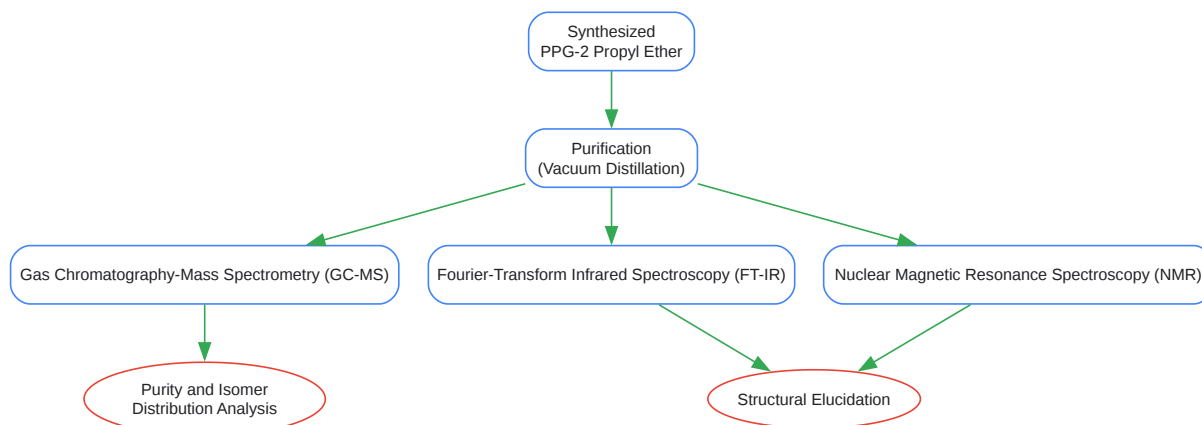 Synthesized
PPG-2 Propyl Ether
Purification
(Vacuum Distillation)
Gas Chromatography-Mass Spectrometry (GC-MS)
Fourier-Transform Infrared Spectroscopy (FT-IR)
Nuclear Magnetic Resonance Spectroscopy (NMR)
Purity and Isomer
Distribution Analysis
Structural Elucidation